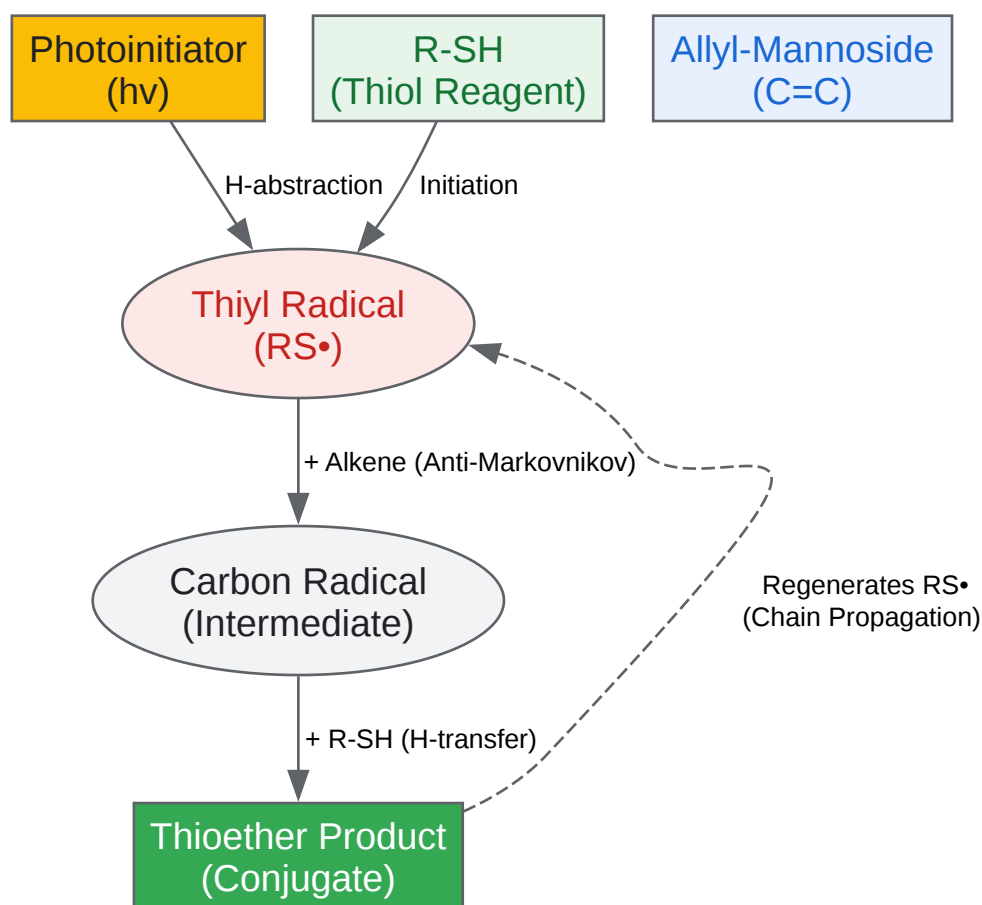 Photoinitiator
(hv)
R-SH
(Thiol Reagent)
Allyl-Mannoside
(C=C)
H-abstraction
Initiation
Thiyl Radical
(RS•)
+ Alkene (Anti-Markovnikov)
Carbon Radical
(Intermediate)
Regenerates RS•
(Chain Propagation)
+ R-SH (H-transfer)
Thioether Product
(Conjugate)